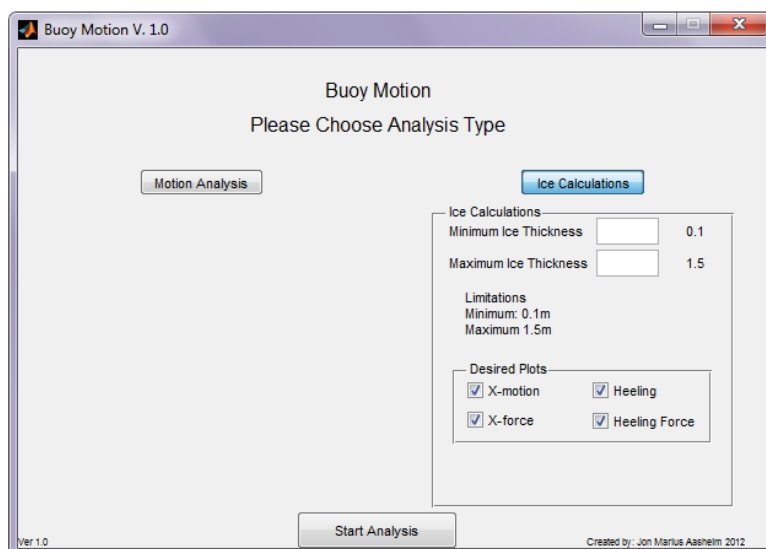 Buoy Motion V. 1.0
Buoy Motion
Please Choose Analysis Type
Motion Analysis
Ice Calculations
Ice Calculations
Minimum Ice Thickness 0.1
Maximum Ice Thickness 1.5
Limitations
Minimum: 0.1m
Maximum 1.5m
Desired Plots
X-motion Heeling
X-force Heeling Force
Start Analysis
Ver 1.0
Created by: Jon Marius Aasheim 2012